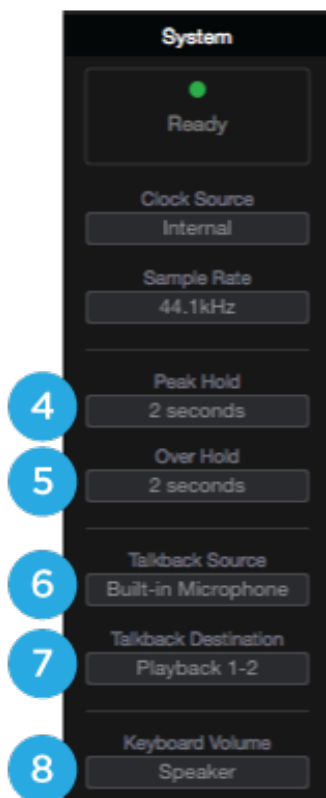 System
Ready
Clock Source
Internal
Sample Rate
44.1kHz
Peak Hold
4 2 seconds
Over Hold
5 2 seconds
Talkback Source
6 Built-in Microphone
Talkback Destination
7 Playback 1-2
Keyboard Volume
8 Speaker